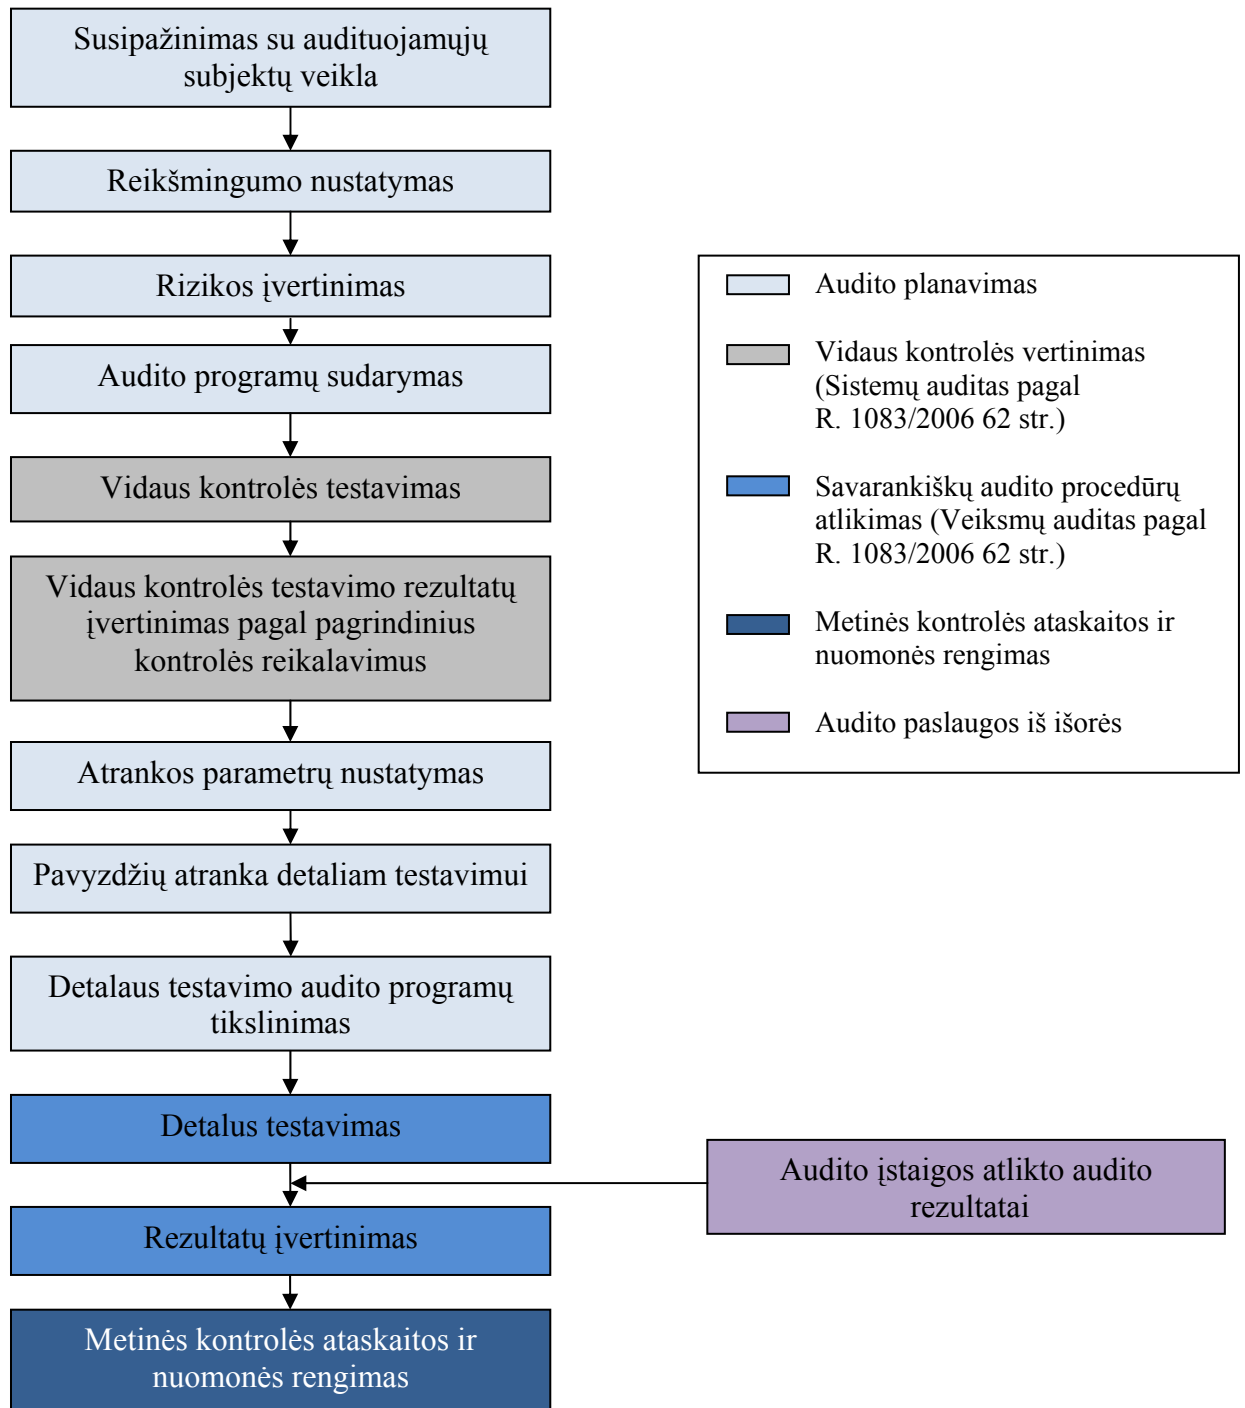 Susipažinimas su audituojamųjų
subjektų veikla
Reikšmingumo nustatymas
Rizikos įvertinimas
Audito programų sudarymas
Vidaus kontrolės testavimas
Vidaus kontrolės testavimo rezultatų
įvertinimas pagal pagrindinius
kontrolės reikalavimus
Atrankos parametrų nustatymas
Pavyzdžių atranka detaliam testavimui
Detalaus testavimo audito programų
tikslinimas
Detalus testavimas
Audito įstaigos atlikto audito
rezultatai
Rezultatų įvertinimas
Metinės kontrolės ataskaitos ir
nuomonės rengimas
Audito planavimas
Vidaus kontrolės vertinimas
(Sistemų auditas pagal
R. 1083/2006 62 str.)
Savarankiškų audito procedūrų
atlikimas (Veiksmų auditas pagal
R. 1083/2006 62 str.)
Metinės kontrolės ataskaitos ir
nuomonės rengimas
Audito paslaugos iš išorės